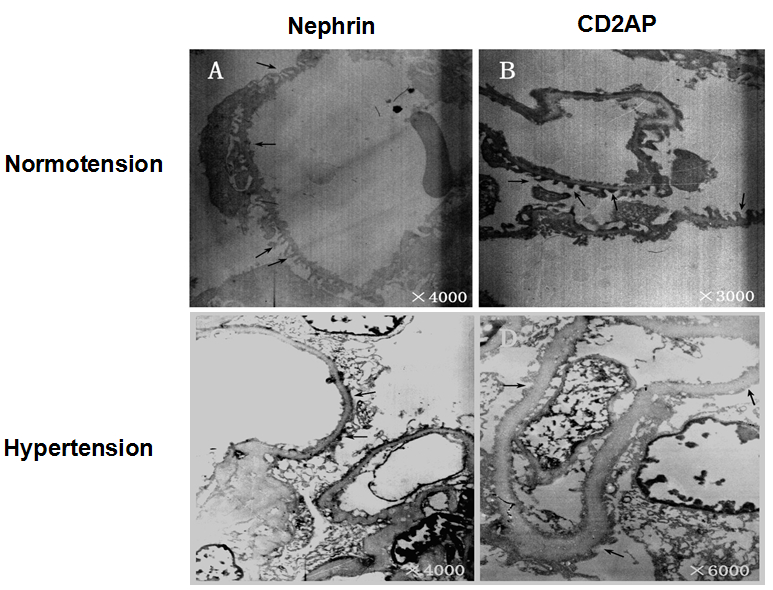 Nephrin
CD2AP
A
B
Normotension
×4000
×3000
D
Hypertension
×4000
×6000